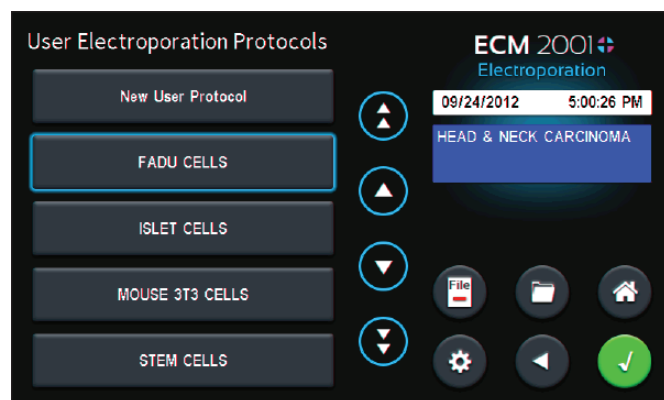 User Electroporation Protocols
New User Protocol
FADU CELLS
ISLET CELLS
MOUSE 3T3 CELLS
STEM CELLS
ECM 2001
Electroporation
09/24/2012 5:00:26 PM
HEAD & NECK CARCINOMA
File